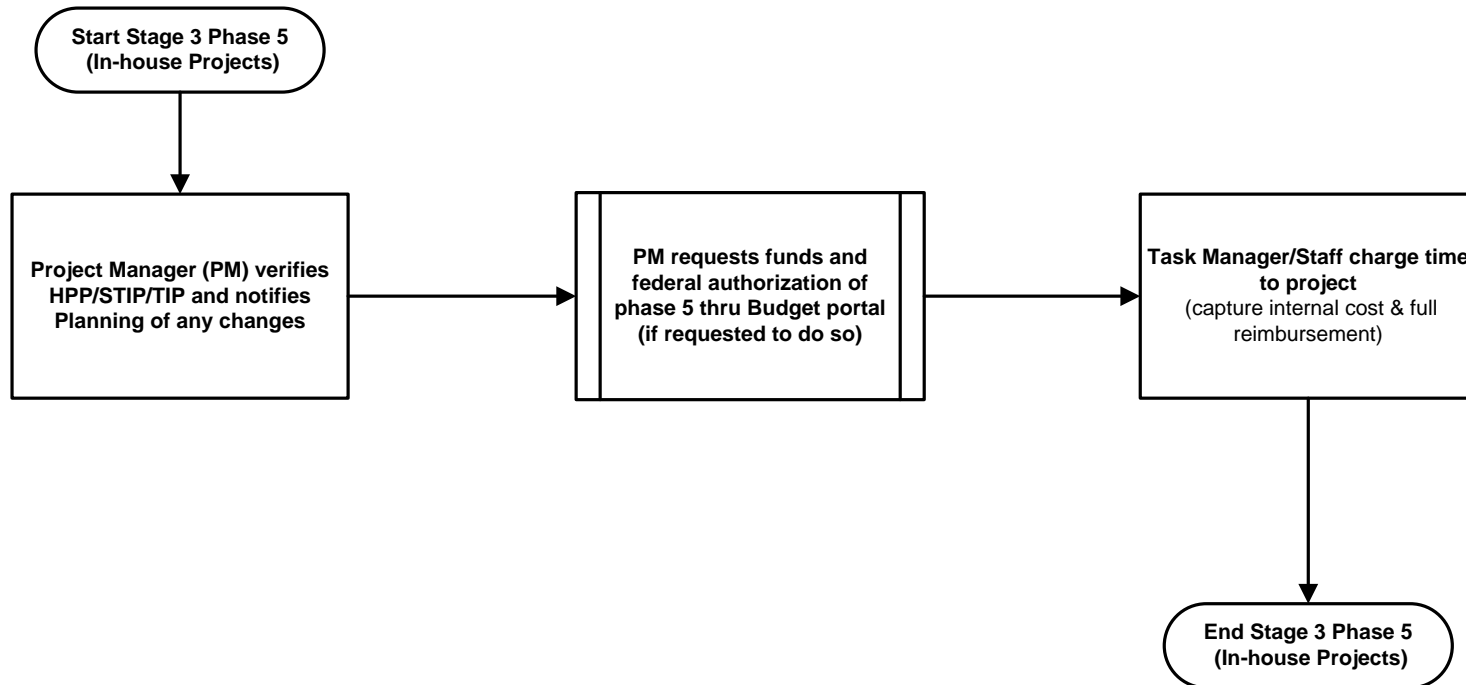 Start Stage 3 Phase 5
(In-house Projects)
Project Manager (PM) verifies
HPP/STIP/TIP and notifies
Planning of any changes
PM requests funds and
federal authorization of
phase 5 thru Budget portal
(if requested to do so)
Task Manager/Staff charge time
to project
(capture internal cost & full
reimbursement)
End Stage 3 Phase 5
(In-house Projects)